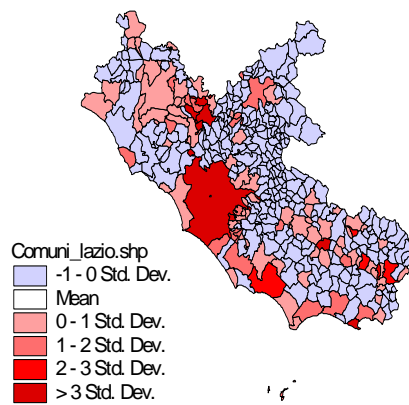 Comuni_lazio.shp
-1 - 0 Std. Dev.
Mean
0 - 1 Std. Dev.
1 - 2 Std. Dev.
2 - 3 Std. Dev.
> 3 Std. Dev.